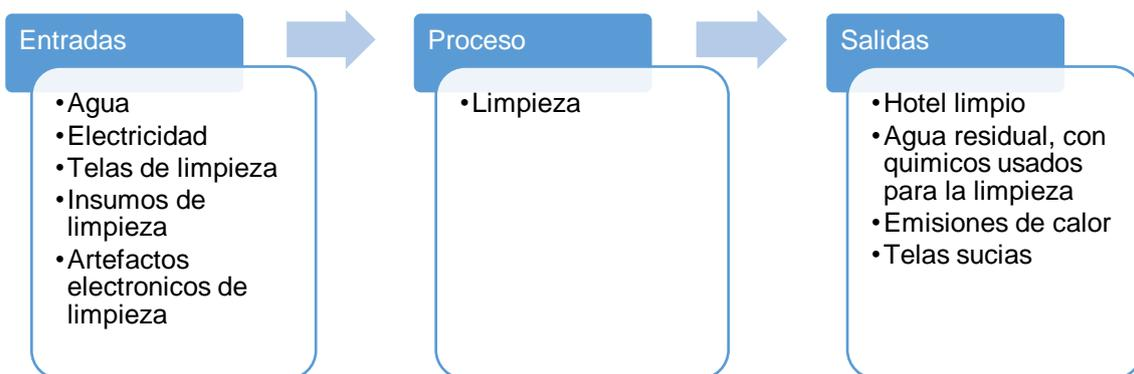 Entradas
•Agua
•Electricidad
•Telas de limpieza
•Insumos de
limpieza
•Artefactos
electronicos de
limpieza
Proceso
•Limpieza
Salidas
•Hotel limpio
•Agua residual, con
quimicos usados
para la limpieza
•Emisiones de calor
•Telas sucias